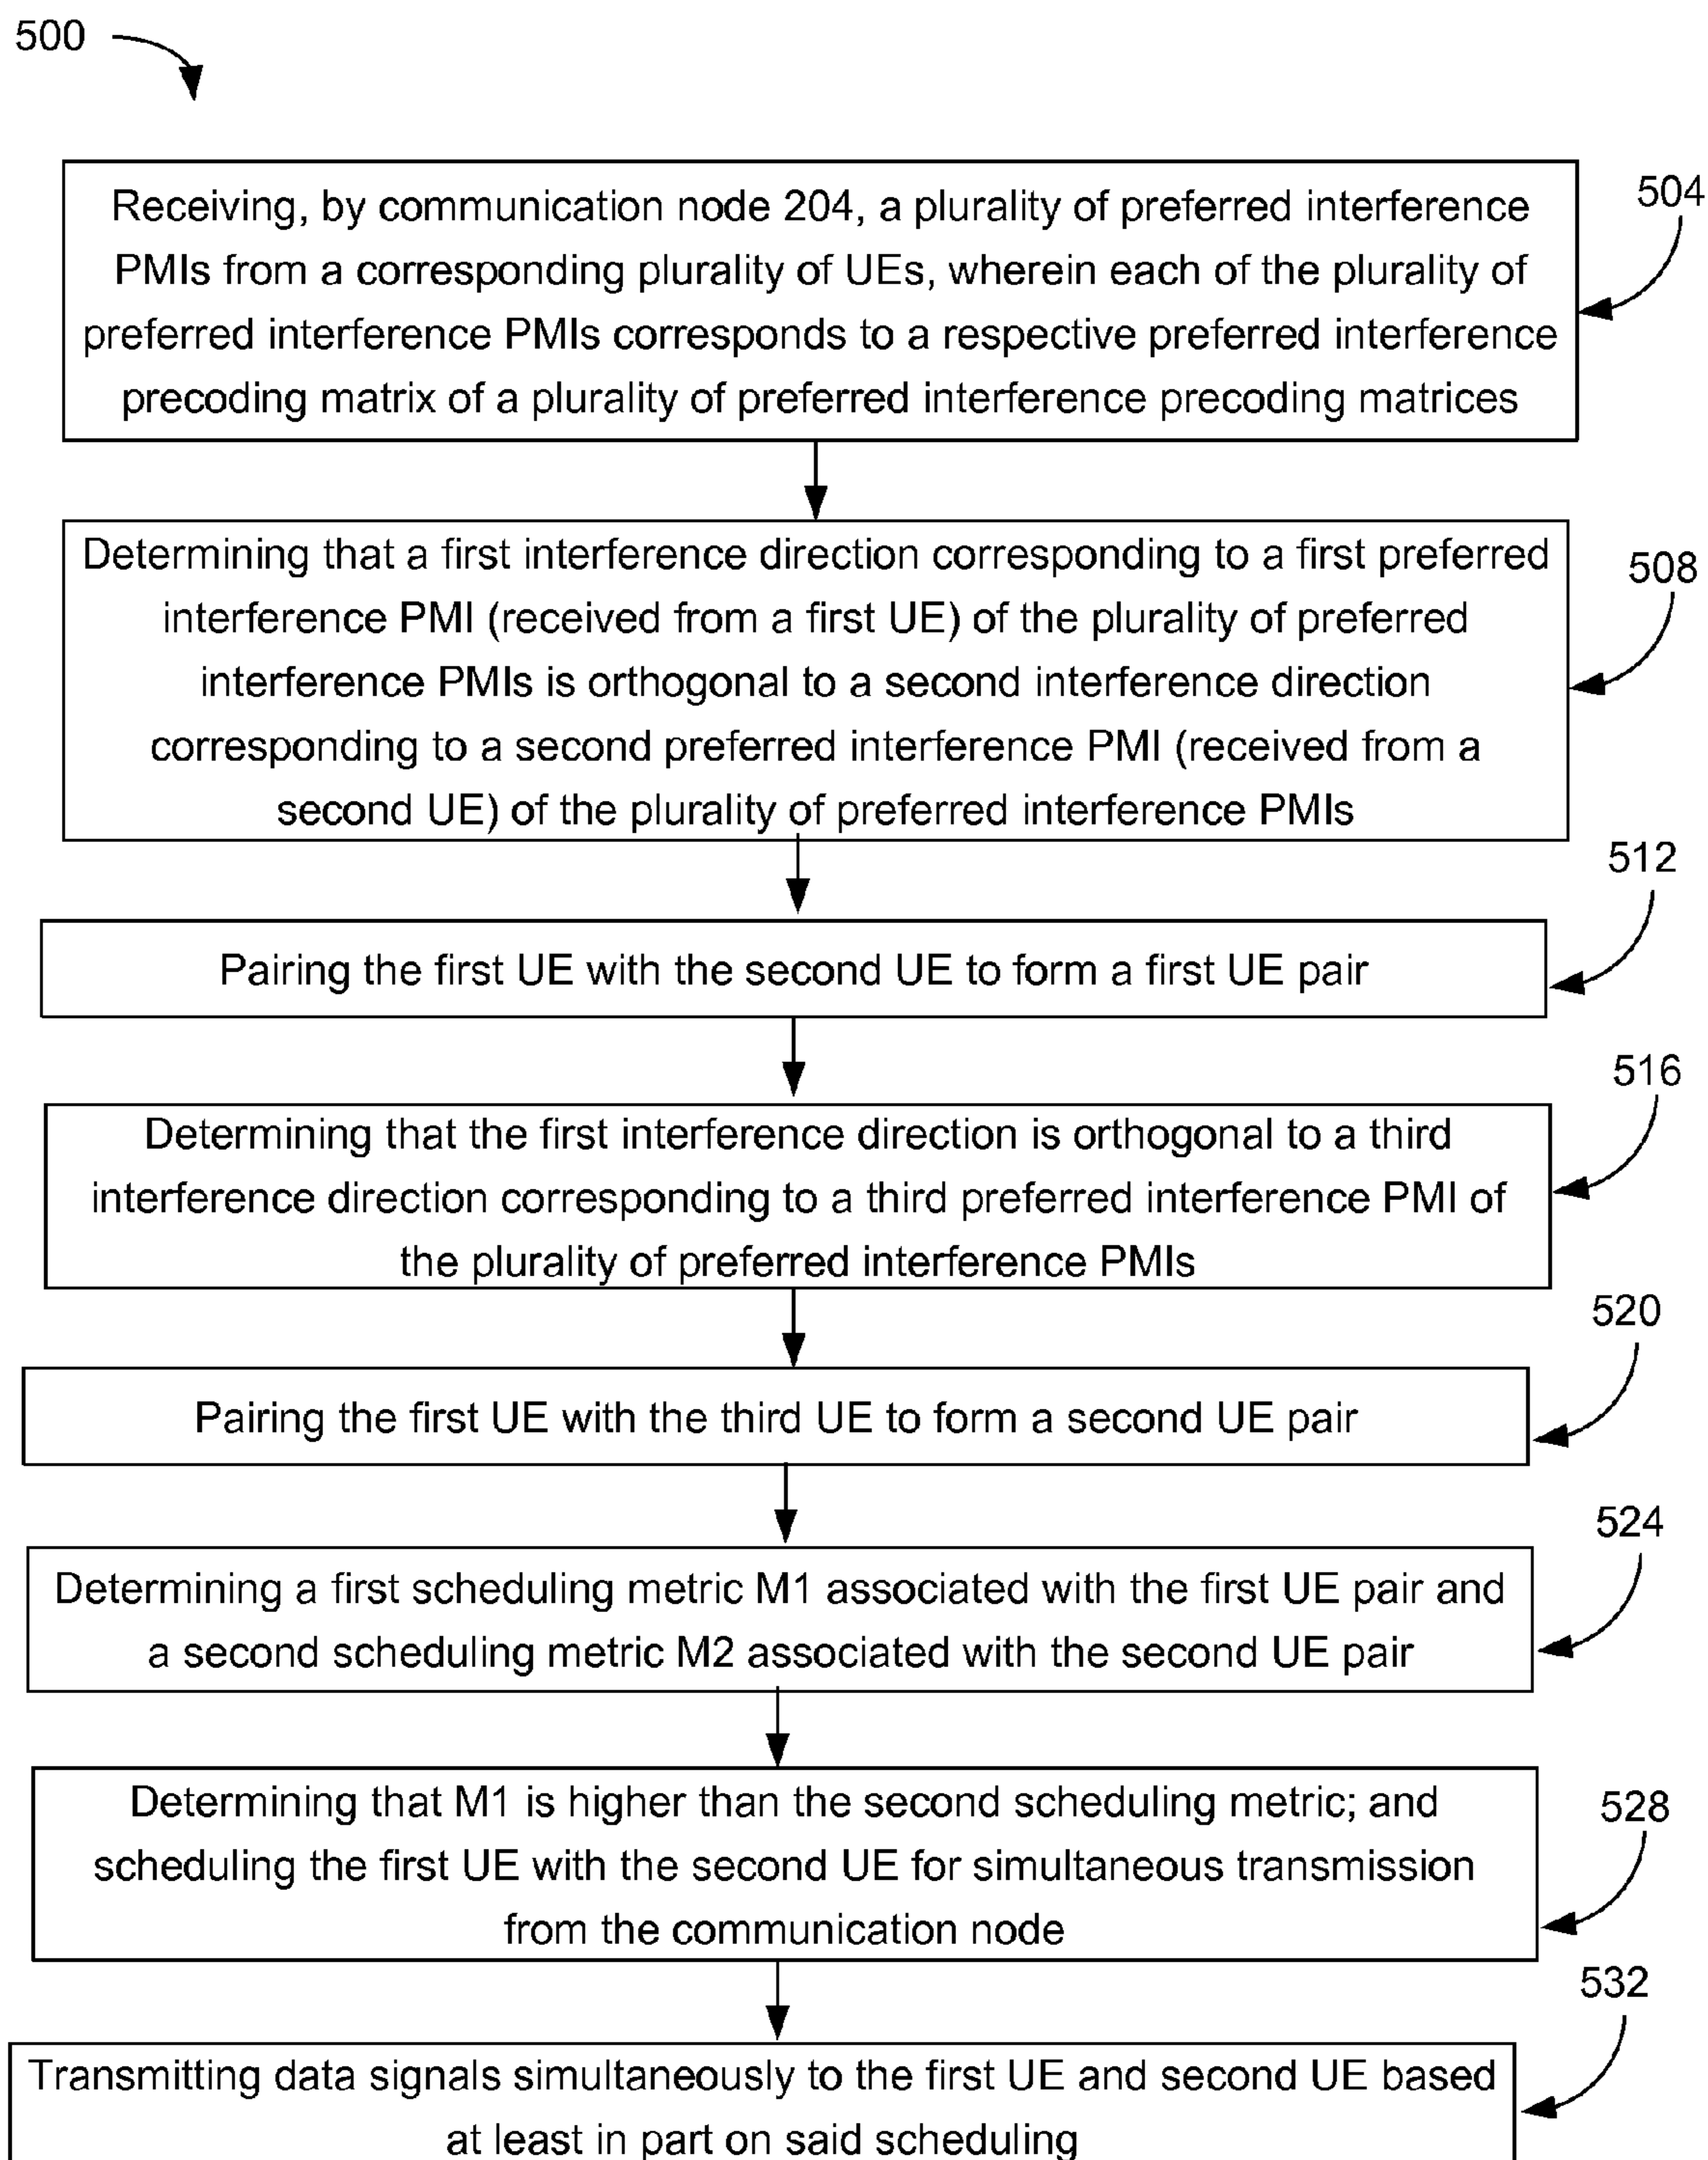 500
Receiving, by communication node 204, a plurality of preferred interference
PMIs from a corresponding plurality of UEs, wherein each of the plurality of
preferred interference PMIs corresponds to a respective preferred interference
precoding matrix of a plurality of preferred interference precoding matrices
504
Determining that a first interference direction corresponding to a first preferred
interference PMI (received from a first UE) of the plurality of preferred
interference PMIs is orthogonal to a second interference direction
corresponding to a second preferred interference PMI (received from a
second UE) of the plurality of preferred interference PMIs
508
Pairing the first UE with the second UE to form a first UE pair
512
Determining that the first interference direction is orthogonal to a third
interference direction corresponding to a third preferred interference PMI of
the plurality of preferred interference PMIs
516
Pairing the first UE with the third UE to form a second UE pair
520
Determining a first scheduling metric M1 associated with the first UE pair and
a second scheduling metric M2 associated with the second UE pair
524
Determining that M1 is higher than the second scheduling metric; and
scheduling the first UE with the second UE for simultaneous transmission
from the communication node
528
Transmitting data signals simultaneously to the first UE and second UE based
at least in part on said scheduling
532